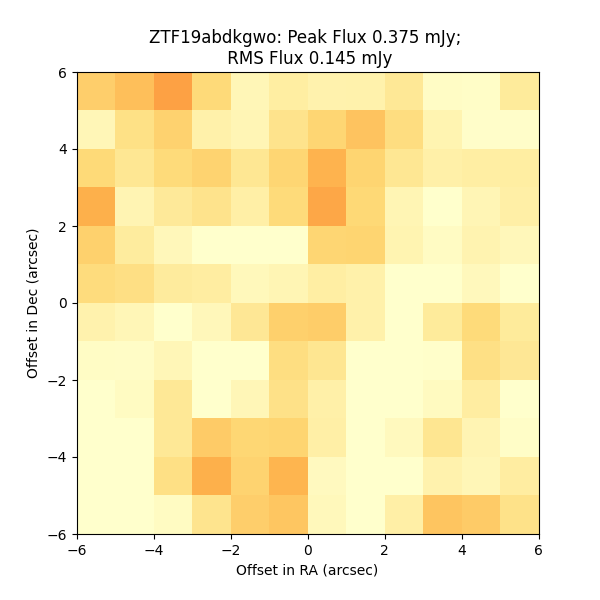 ZTF19abdkgwo: Peak Flux 0.375 mJy;
RMS Flux 0.145 mJy
6
4
2
0
−2
−4
−6
Offset in Dec (arcsec)
−6 −4 −2 0 2 4 6
Offset in RA (arcsec)